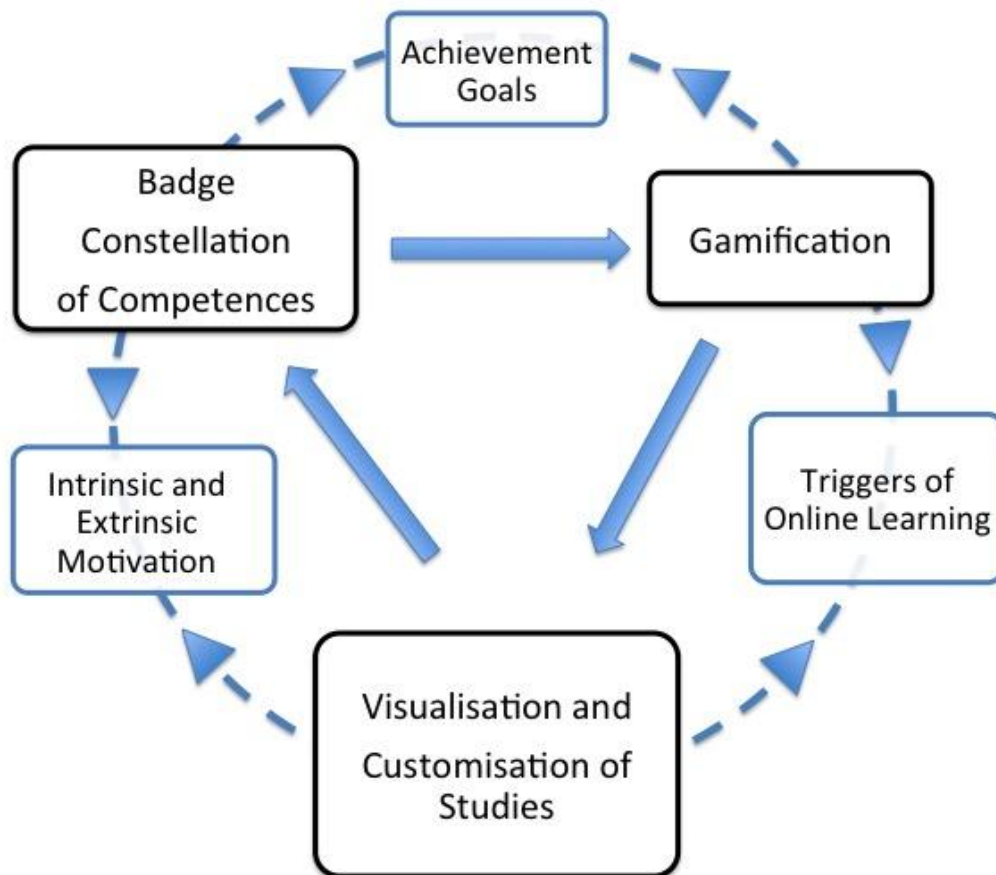 Achievement
Goals
Badge
Constellation
of Competences
Gamification
Intrinsic and
Extrinsic
Motivation
Triggers of
Online Learning
Visualisation and
Customisation of
Studies